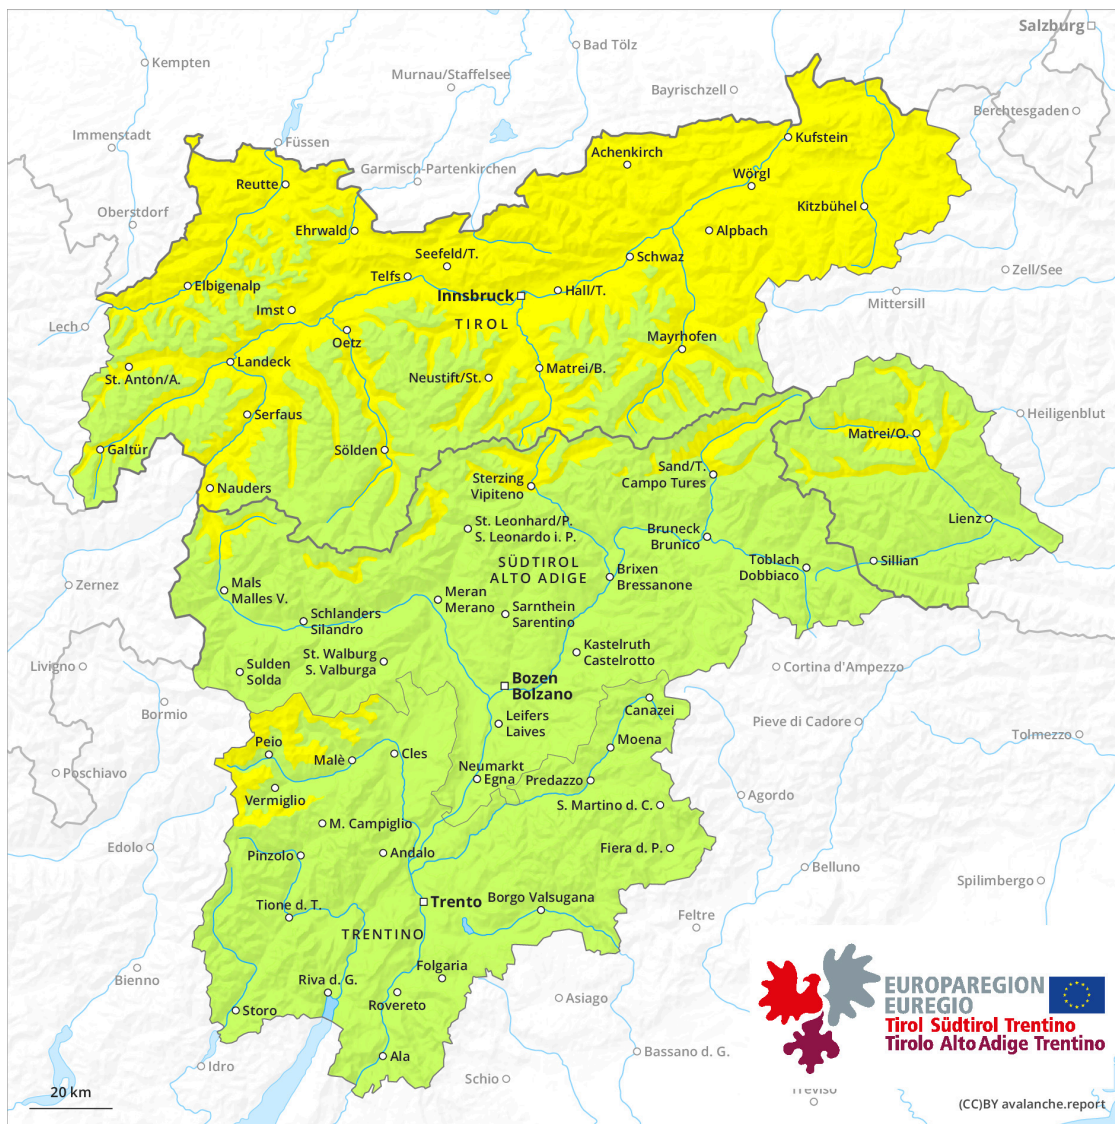 Salzburg
Bad Tölz
Kempten
Murnau/Staffelsee
Bayrischzell
Berchtesgaden
Immenstadt
Füssen
Kufstein
Achenkirch
Garmisch-Partenkirchen
Wörgl
Reutte
Oberstdorf
Kitzbühel
Ehrwald
Alpbach
Seefeld/T.
Schwaz
Zell/See
Telfs
Elbigenalp
Hall/T.
Innsbruck
Mittersill
Imst
TIROL
Lech
Oetz
Mayrhofen
Landeck
Matrei/B.
St. Anton/A.
Neustift/St.
Serfaus
Heiligenblut
Matrei/O.
Galtür
Sölden
Sand/T.
Campo Tures
Sterzing
Vipiteno
Nauders
St. Leonhard/P.
S. Leonardo i. P.
Lienz
Bruneck
Brunico
SÜDTIROL
ALTO ADIGE
Toblach
Dobbiaco
Sillian
Brixen
Bressanone
Zernez
Mals
Malles V.
Meran
Merano
Sarnthein
Sarentino
Schlanders
Silandro
Kastelruth
Castelrotto
St. Walburg
S. Valburga
Livigno
Sulden
Solda
Cortina d'Ampezzo
Bozen
Bolzano
Canazei
Bormio
Leifers
Laives
Pieve di Cadore
Tolmezzo
Peio
Moena
Cles
Malè
Neumarkt
Egna
Predazzo
Poschiavo
Vermiglio
S. Martino d. C.
Agordo
M. Campiglio
Edolo
Pinzolo
Andalo
Fiera d. P.
Belluno
Spilimbergo
Trento
Borgo Valsugana
Tione d. T.
Feltre
TRENTINO
Folgaria
Bienno
Riva d. G.
EUROPAREGION
EUREGIO
Tirol Südtirol Trentino
Tirolo Alto Adige Trentino
Asiago
Rovereto
Storo
Ala
Bassano d. G.
Idro
Schio
Treviso
20 km
(CC)BY avalanche.report